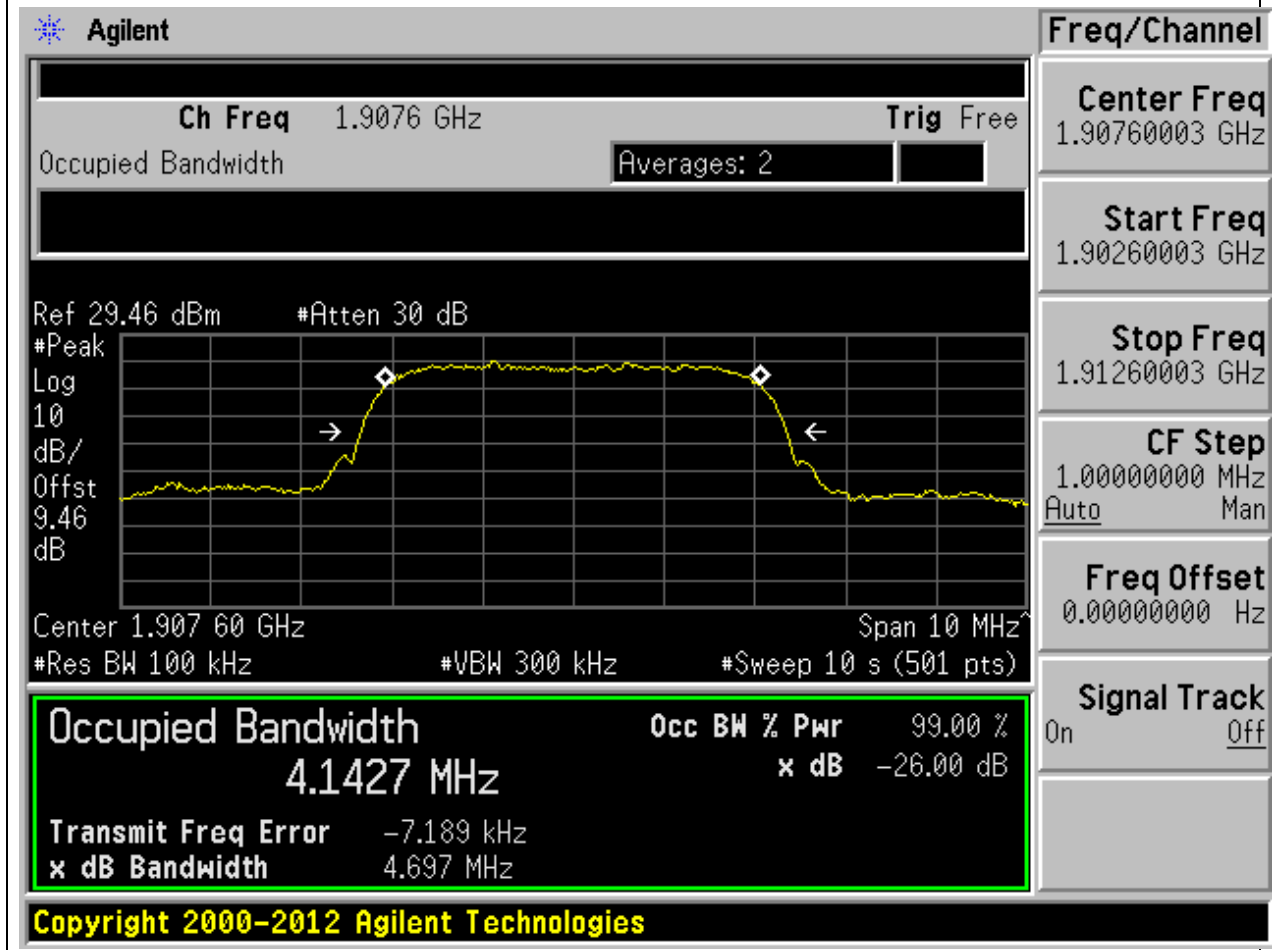 Agilent
Freq/Channel
Ch Freq 1.9076 GHz Trig Free
Occupied Bandwidth Averages: 2
Center Freq
1.90760003 GHz
Start Freq
1.90260003 GHz
Stop Freq
1.91260003 GHz
CF Step
1.00000000 MHz
Auto Man
Freq Offset
0.00000000 Hz
Signal Track
On Off
Ref 29.46 dBm #Atten 30 dB
#Peak
Log
10
dB/
Offst
9.46
dB
Center 1.907 60 GHz Span 10 MHz^
#Res BW 100 kHz #VBW 300 kHz #Sweep 10 s (501 pts)
Occupied Bandwidth
4.1427 MHz
Occ BW % Pwr 99.00 %
x dB -26.00 dB
Transmit Freq Error -7.189 kHz
x dB Bandwidth 4.697 MHz
Copyright 2000-2012 Agilent Technologies